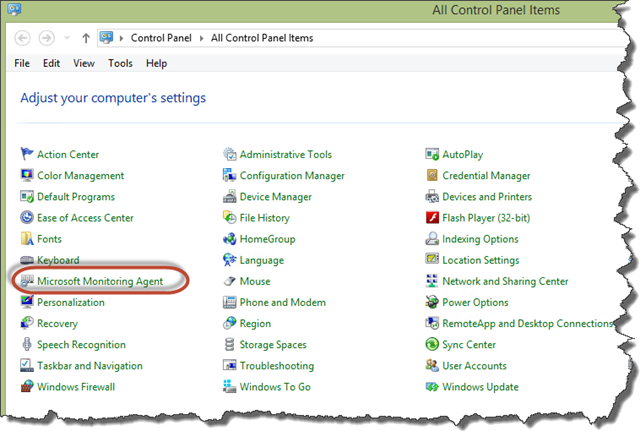 All Control Panel Items
Control Panel All Control Panel Items
File Edit View Tools Help
Adjust your computer's settings
Action Center Administrative Tools AutoPlay
Color Management Configuration Manager Credential Manager
Default Programs Device Manager Devices and Printers
Ease of Access Center File History Flash Player (32-bit)
Fonts HomeGroup Indexing Options
Keyboard Language Location Settings
Microsoft Monitoring Agent Mouse Network and Sharing Center
Personalization Phone and Modem Power Options
Recovery Region RemoteApp and Desktop Connections
Speech Recognition Storage Spaces Sync Center
Taskbar and Navigation Troubleshooting User Accounts
Windows Firewall Windows To Go Windows Update